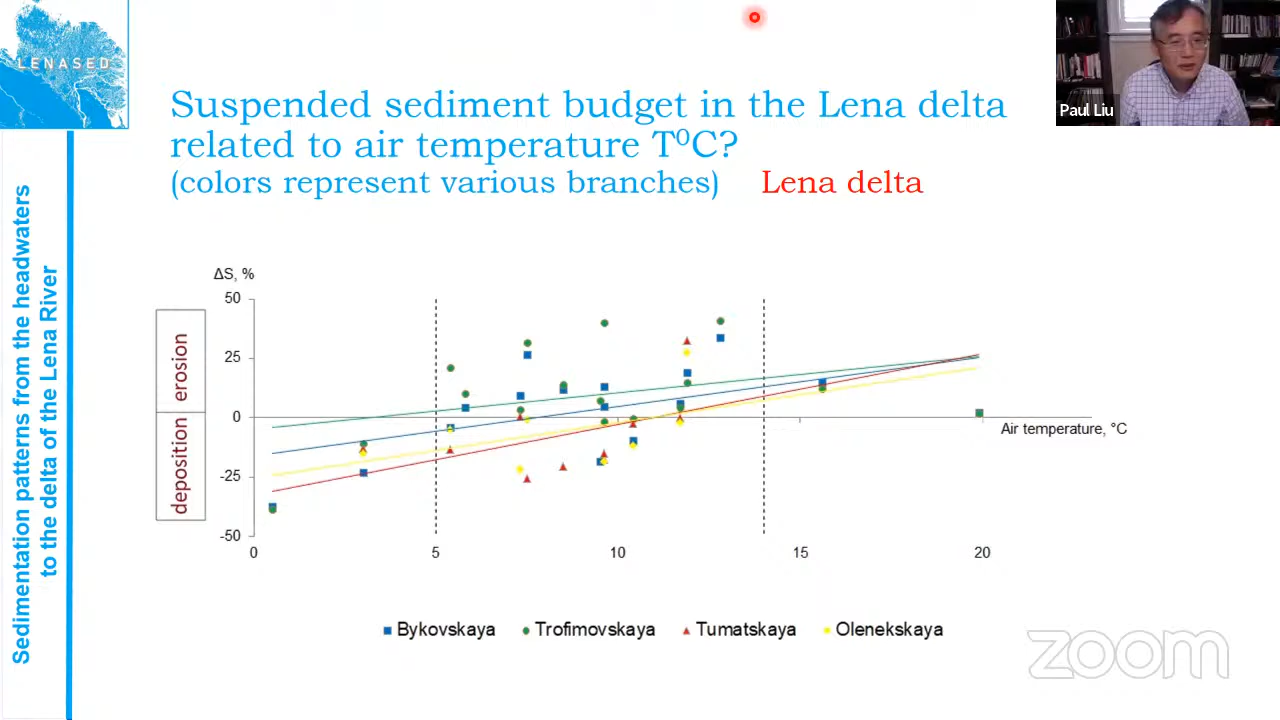 LENASED
Paul Liu
Suspended sediment budget in the Lena delta
related to air temperature T⁰C?
(colors represent various branches) Lena delta
Sedimentation patterns from the headwaters
to the delta of the Lena River
ΔS, %
50
25
0
-25
-50
erosion
deposition
Air temperature, °C
0 5 10 15 20
Bykovskaya Trofimovskaya Tumatskaya Olenekskaya
zoom